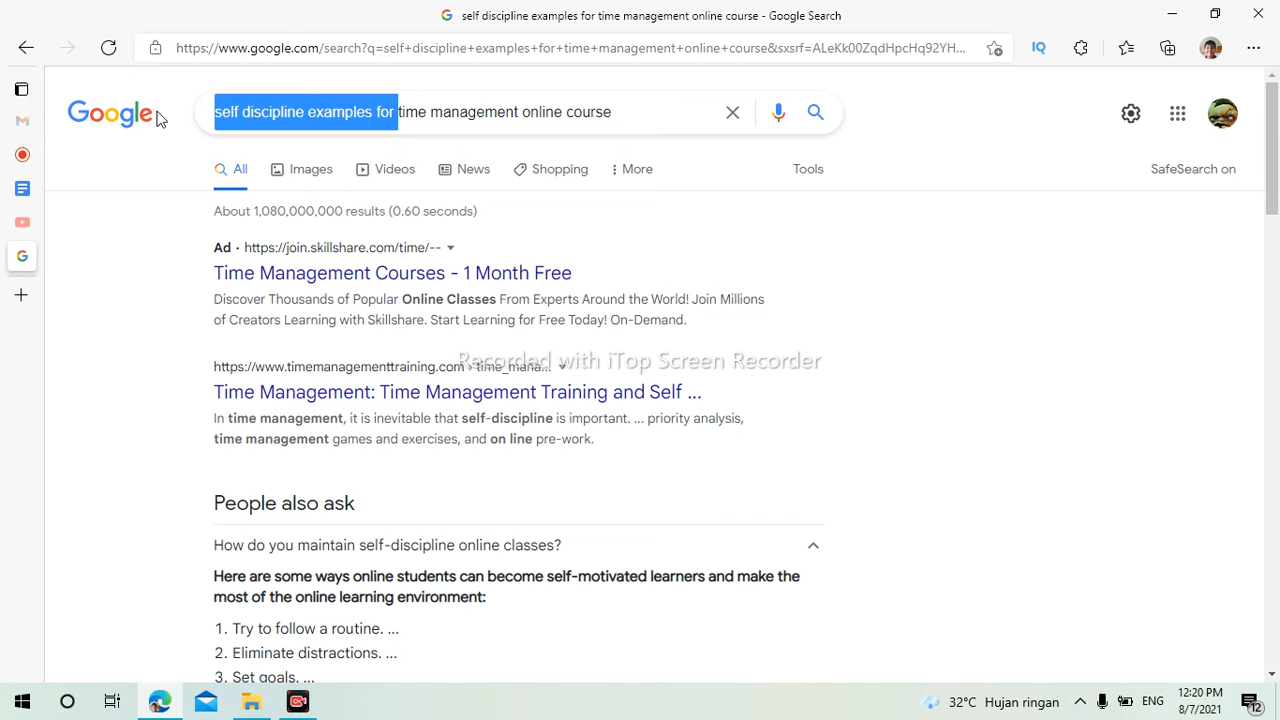 self discipline examples for time management online course - Google Search
https://www.google.com/search?q=self+discipline+examples+for+time+management+online+course&sxsrf=ALeKk00ZqdHpcHq92YH...
IQ
Google
self discipline examples for time management online course
All Images Videos News Shopping More Tools SafeSearch on
About 1,080,000,000 results (0.60 seconds)
Ad · https://join.skillshare.com/time/--
Time Management Courses - 1 Month Free
Discover Thousands of Popular Online Classes From Experts Around the World! Join Millions
of Creators Learning with Skillshare. Start Learning for Free Today! On-Demand.
Recorded with iTop Screen Recorder
https://www.timemanagementtraining.com › time_mana...
Time Management: Time Management Training and Self ...
In time management, it is inevitable that self-discipline is important. ... priority analysis,
time management games and exercises, and on line pre-work.
People also ask
How do you maintain self-discipline online classes?
Here are some ways online students can become self-motivated learners and make the
most of the online learning environment:
1. Try to follow a routine. ...
2. Eliminate distractions. ...
3. Set goals. ...
32°C Hujan ringan
ENG
12:20 PM
8/7/2021
12